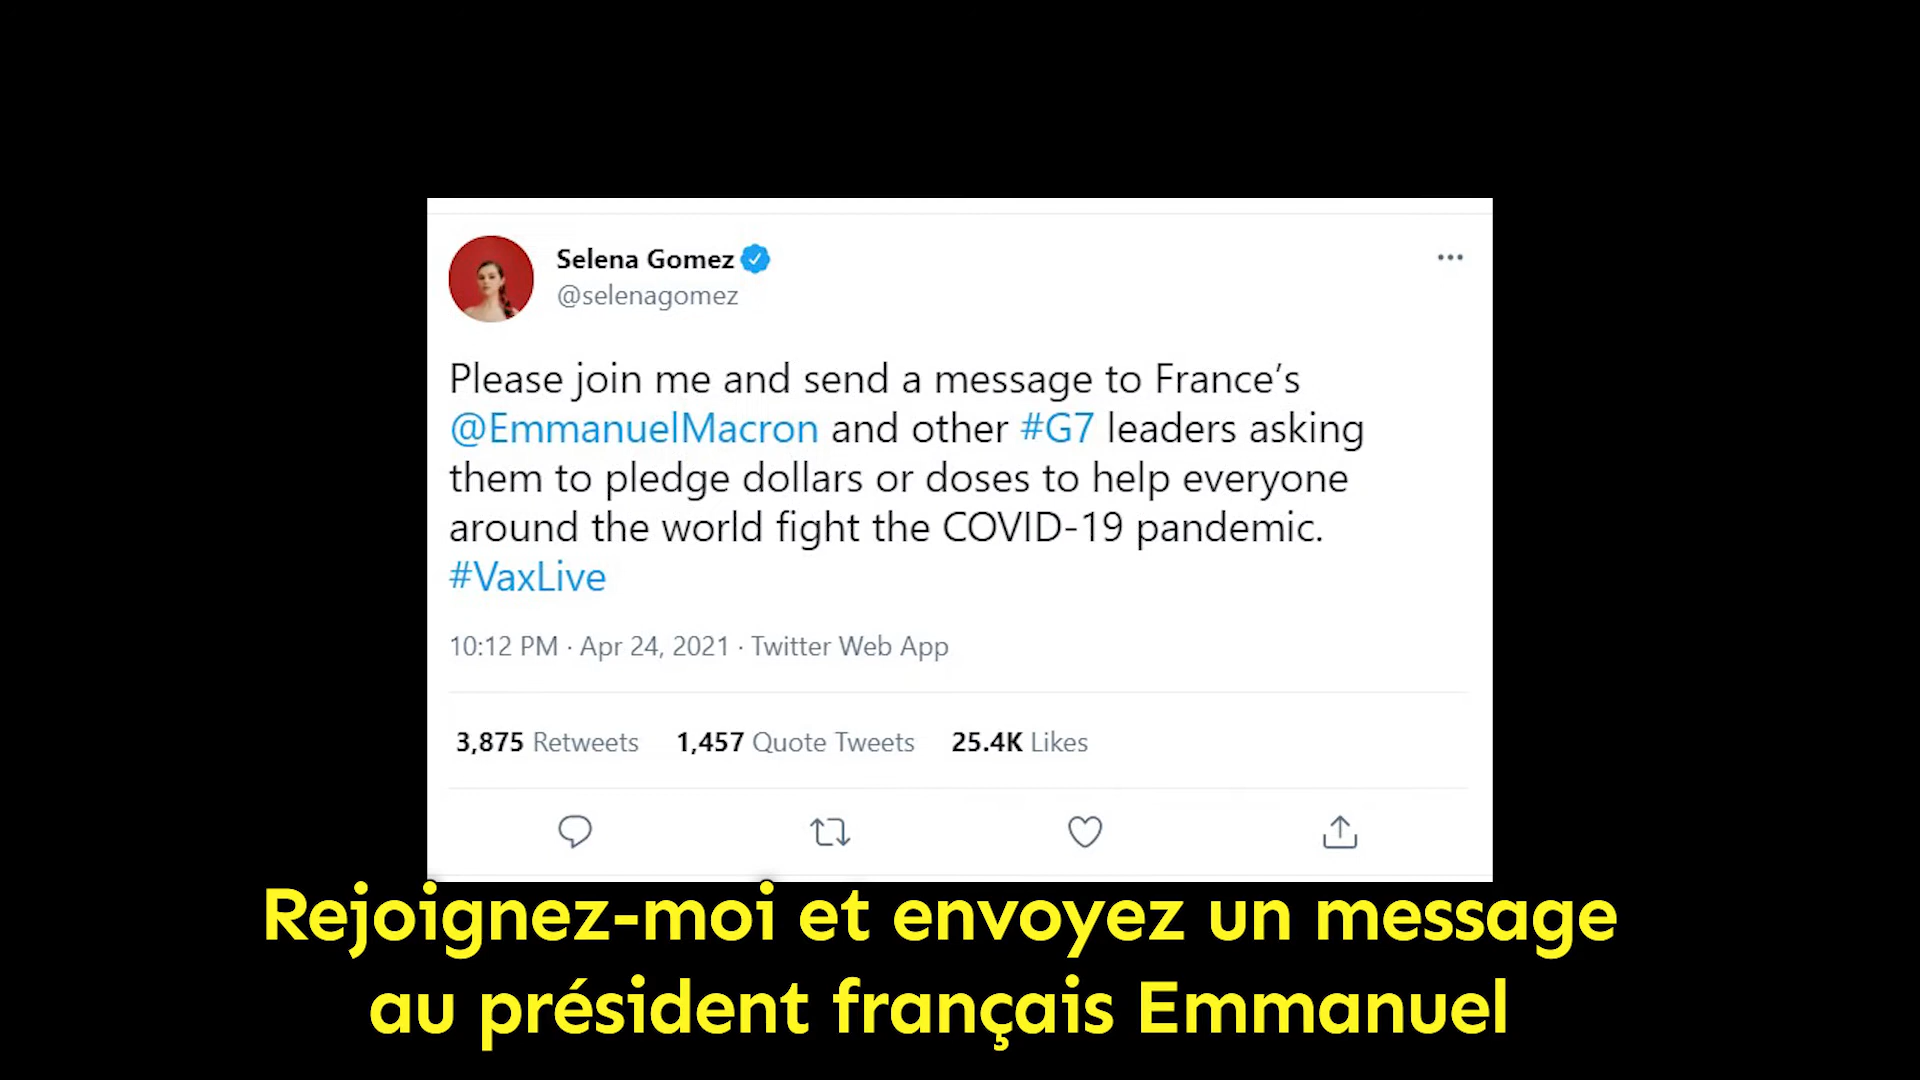 Selena Gomez
@selenagomez
Please join me and send a message to France’s
@EmmanuelMacron and other #G7 leaders asking
them to pledge dollars or doses to help everyone
around the world fight the COVID-19 pandemic.
#VaxLive
10:12 PM · Apr 24, 2021 · Twitter Web App
3,875 Retweets 1,457 Quote Tweets 25.4K Likes
Rejoignez-moi et envoyez un message
au président français Emmanuel